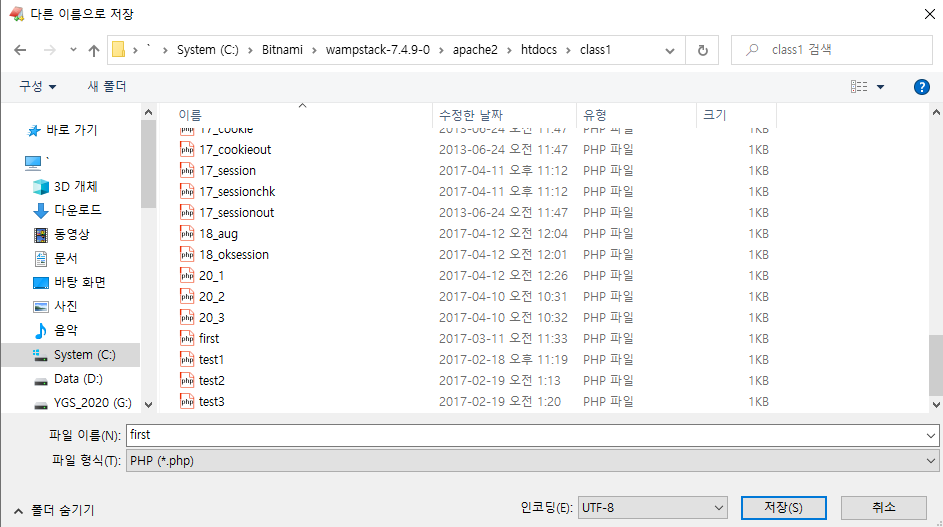 다른 이름으로 저장
` › System (C:) › Bitnami › wampstack-7.4.9-0 › apache2 › htdocs › class1
class1 검색
구성
새 폴더
바로 가기
`
3D 개체
다운로드
동영상
문서
바탕 화면
사진
음악
System (C:)
Data (D:)
YGS_2020 (G:)
이름 수정한 날짜 유형 크기
17_cookie 2013-06-24 오전 11:47 PHP 파일 1KB
17_cookieout 2013-06-24 오전 11:47 PHP 파일 1KB
17_session 2017-04-11 오후 11:12 PHP 파일 1KB
17_sessionchk 2017-04-11 오후 11:12 PHP 파일 1KB
17_sessionout 2013-06-24 오전 11:47 PHP 파일 1KB
18_aug 2017-04-12 오전 12:04 PHP 파일 1KB
18_oksession 2017-04-12 오전 12:01 PHP 파일 1KB
20_1 2017-04-12 오전 12:26 PHP 파일 1KB
20_2 2017-04-10 오전 10:31 PHP 파일 1KB
20_3 2017-04-10 오전 10:32 PHP 파일 1KB
first 2017-03-11 오전 11:33 PHP 파일 1KB
test1 2017-02-18 오후 11:19 PHP 파일 1KB
test2 2017-02-19 오전 1:13 PHP 파일 1KB
test3 2017-02-19 오전 1:20 PHP 파일 1KB
파일 이름(N): first
파일 형식(T): PHP (*.php)
폴더 숨기기
인코딩(E): UTF-8
저장(S)
취소